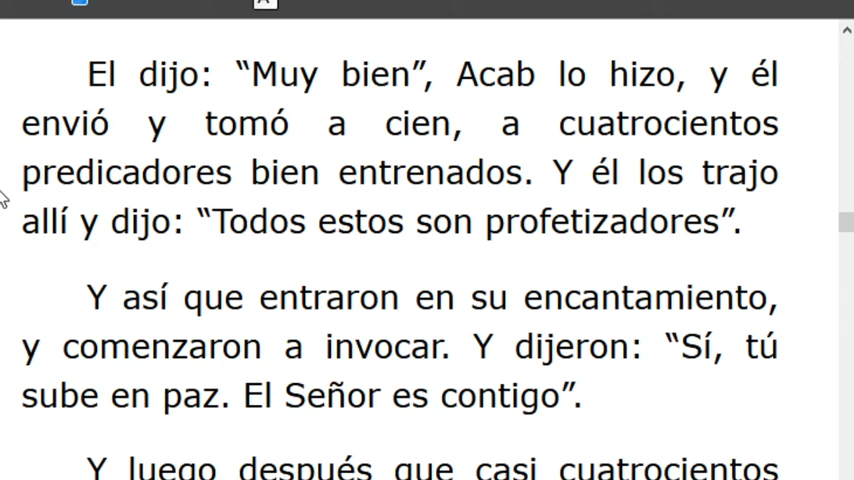 El dijo: “Muy bien”, Acab lo hizo, y él
envió y tomó a cien, a cuatrocientos
predicadores bien entrenados. Y él los trajo
allí y dijo: “Todos estos son profetizadores”.
Y así que entraron en su encantamiento,
y comenzaron a invocar. Y dijeron: “Sí, tú
sube en paz. El Señor es contigo”.
Y luego después que casi cuatrocientos